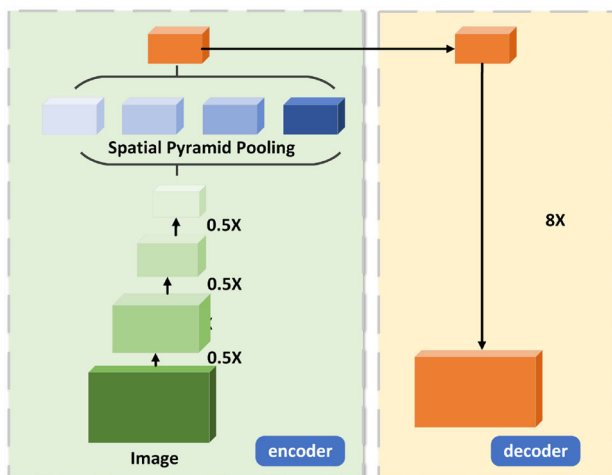 Spatial Pyramid Pooling
0.5X
0.5X
0.5X
8X
Image
encoder
decoder